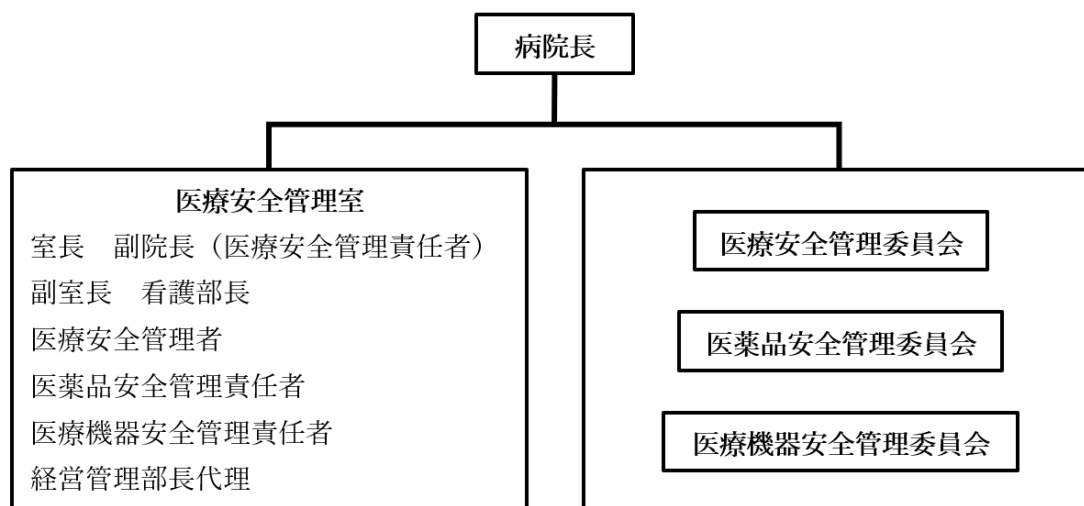 病院長
医療安全管理室
室長　副院長（医療安全管理責任者）
副室長　看護部長
医療安全管理者
医薬品安全管理責任者
医療機器安全管理責任者
経営管理部長代理
医療安全管理委員会
医薬品安全管理委員会
医療機器安全管理委員会